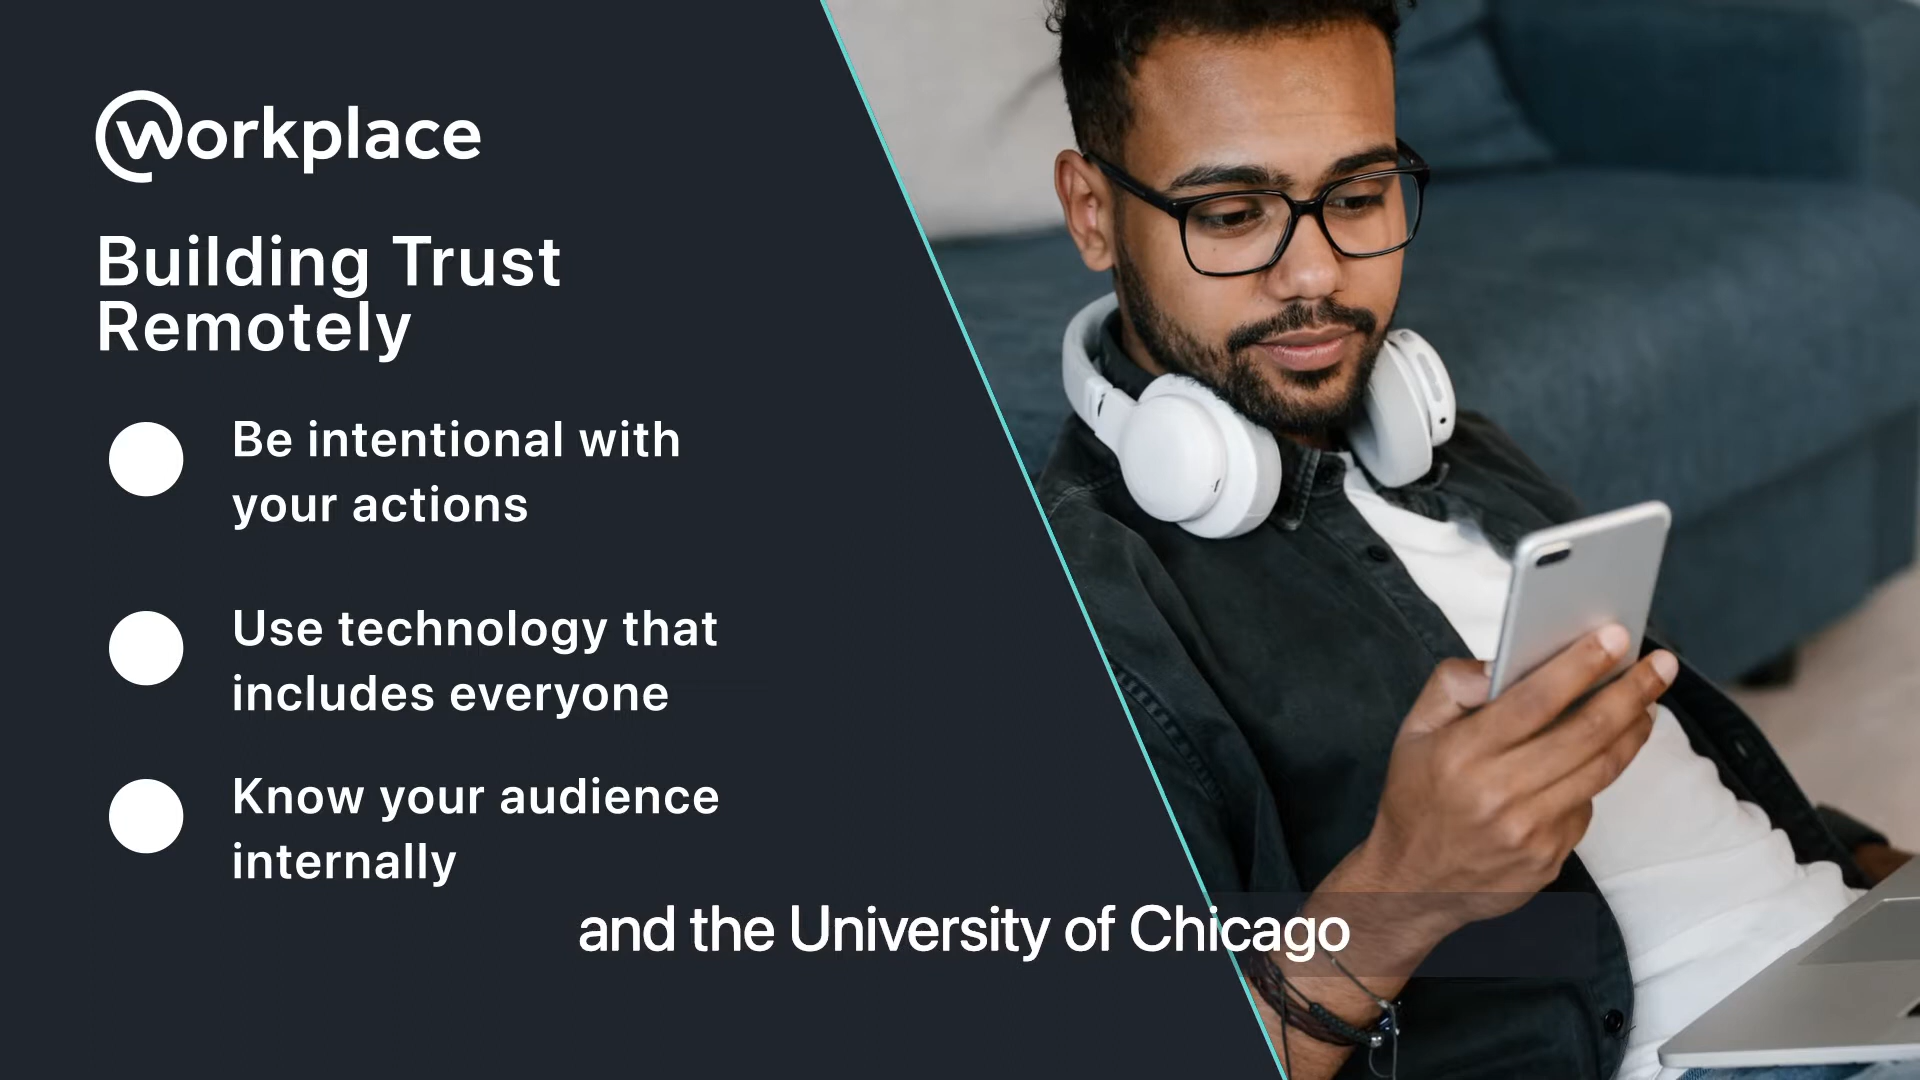 Workplace
Building Trust
Remotely
Be intentional with
your actions
Use technology that
includes everyone
Know your audience
internally
and the University of Chicago